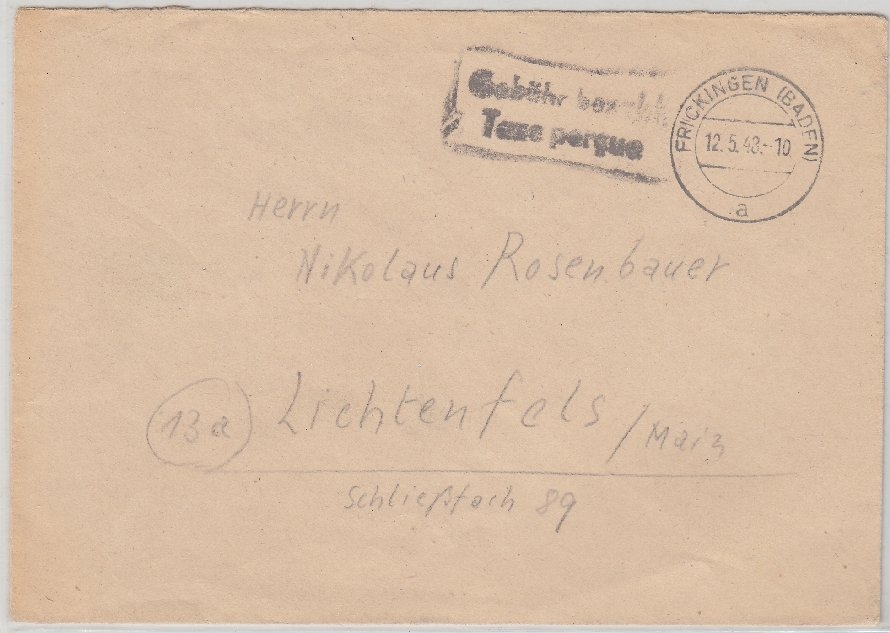 Gebühr bezahlt
Taxe perçue
FRICKINGEN (BADEN)
12.5.48.-10
a
Herrn
Nikolaus Rosenbauer
13a Lichtenfels / Main
Schließfach 89